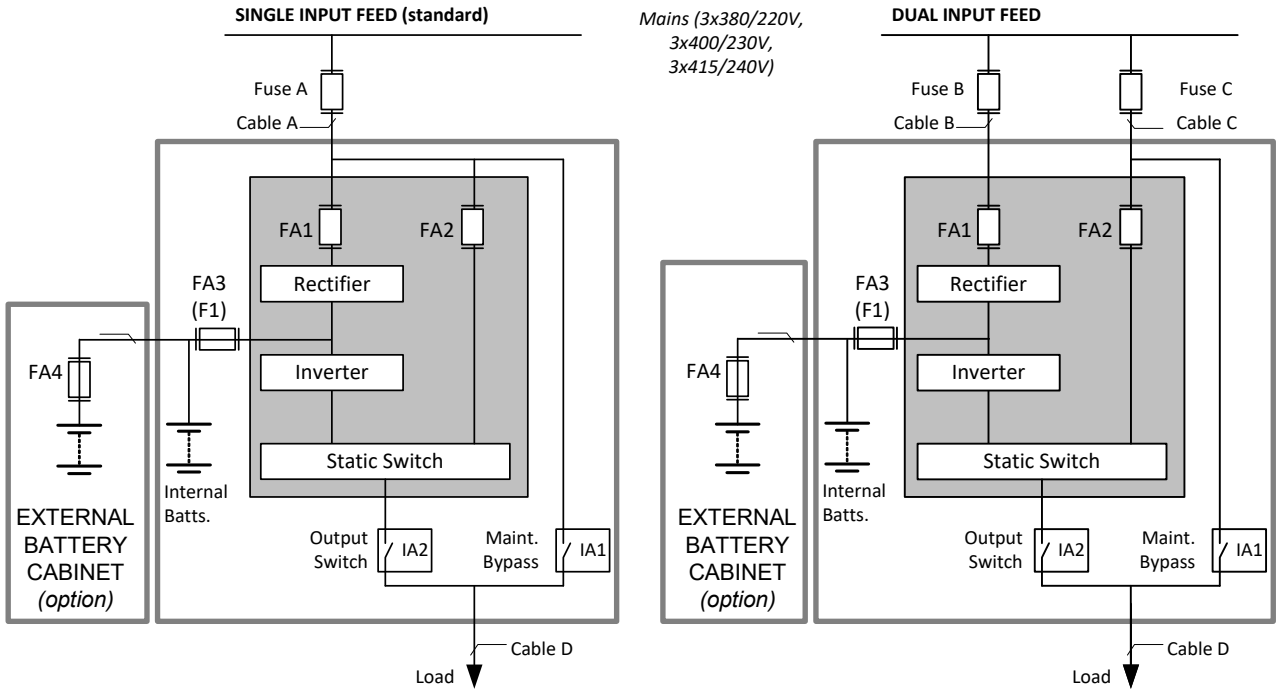 SINGLE INPUT FEED (standard)
Mains (3x380/220V,
3x400/230V,
3x415/240V)
DUAL INPUT FEED
Fuse A
Cable A
FA1
FA2
Rectifier
FA3
(F1)
FA4
Inverter
Static Switch
Internal
Batts.
EXTERNAL
BATTERY
CABINET
(option)
Output
Switch
IA2
Maint.
Bypass
IA1
Cable D
Load
Fuse B
Fuse C
Cable B
Cable C
FA1
FA2
Rectifier
FA3
(F1)
FA4
Inverter
Static Switch
Internal
Batts.
EXTERNAL
BATTERY
CABINET
(option)
Output
Switch
IA2
Maint.
Bypass
IA1
Cable D
Load